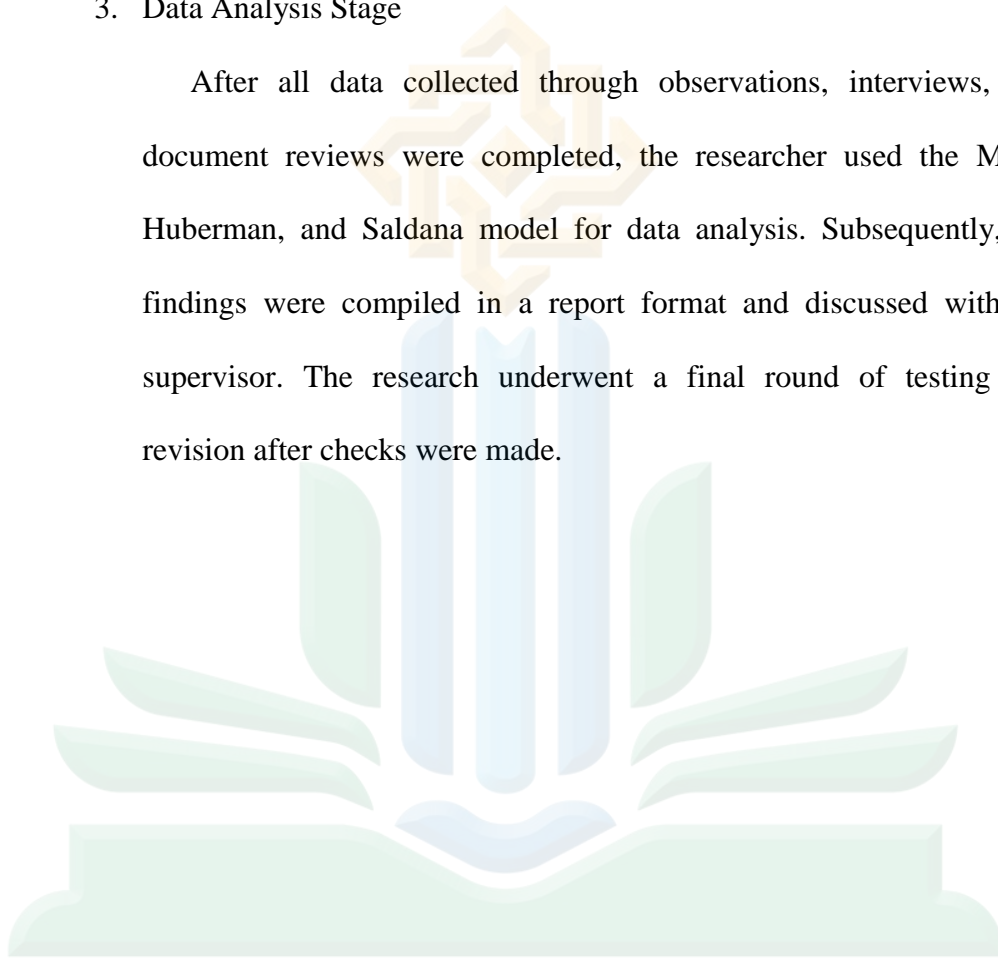 3. Data Analysis Stage
After all data collected through observations, interviews,
document reviews were completed, the researcher used the M
Huberman, and Saldana model for data analysis. Subsequently,
findings were compiled in a report format and discussed with
supervisor. The research underwent a final round of testing
revision after checks were made.